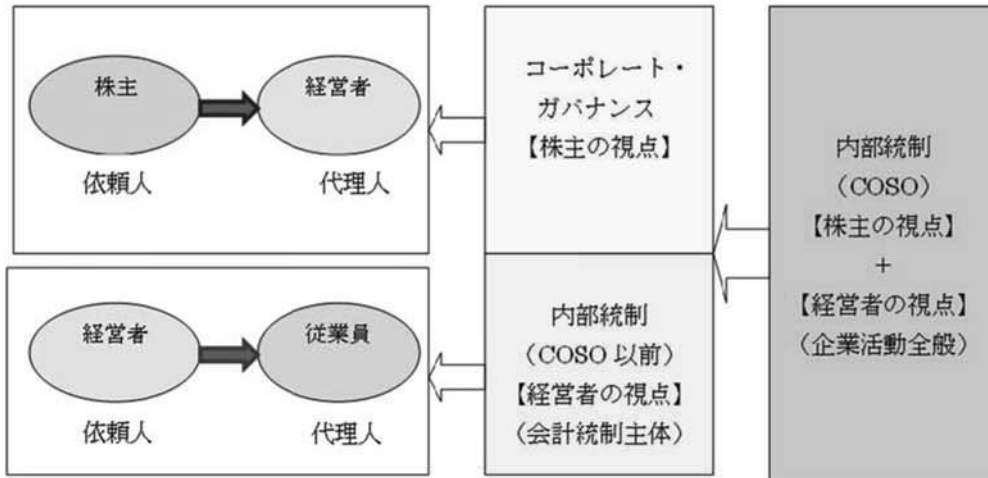 株主
経営者
依頼人
代理人
経営者
従業員
依頼人
代理人
コーポレート・
ガバナンス
【株主の視点】
内部統制
（COSO 以前）
【経営者の視点】
（会計統制主体）
内部統制
（COSO）
【株主の視点】
+
【経営者の視点】
（企業活動全般）